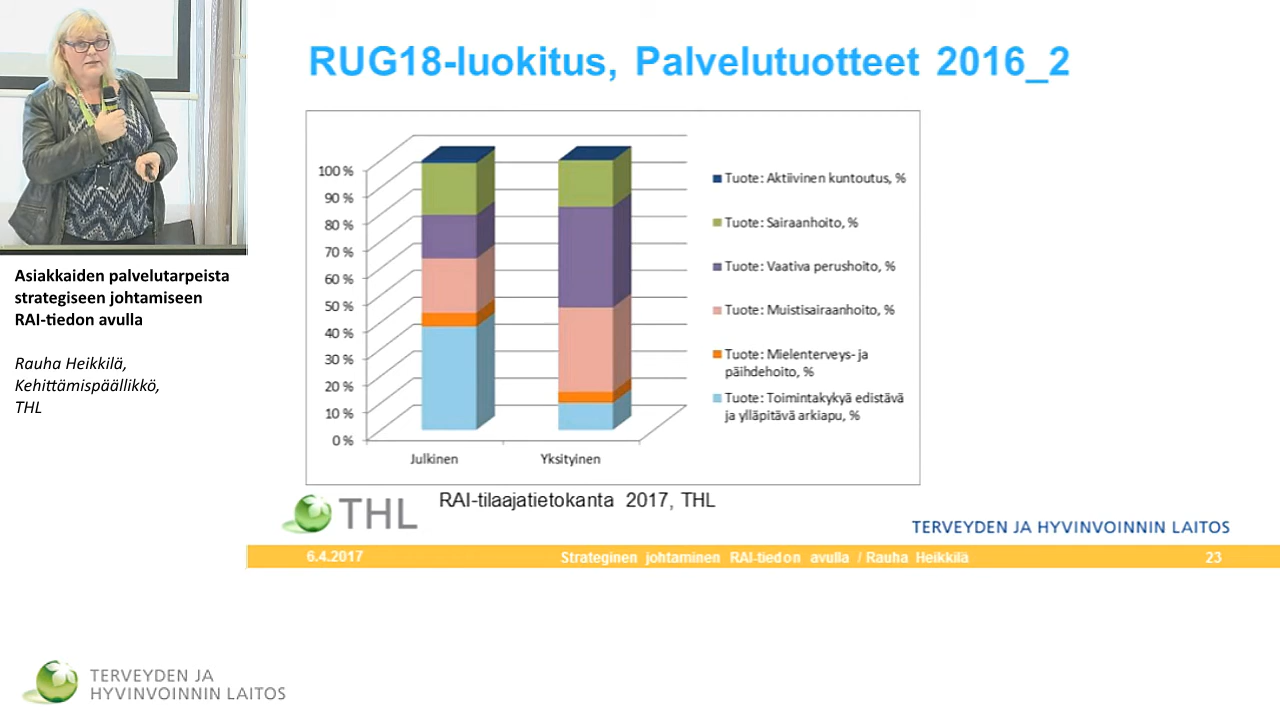 RUG18-luokitus, Palvelutuotteet 2016_2
100 %
90 %
80 %
70 %
60 %
50 %
40 %
30 %
20 %
10 %
0 %
Julkinen
Yksityinen
Tuote: Aktiivinen kuntoutus, %
Tuote: Sairaanhoito, %
Tuote: Vaativa perushoito, %
Tuote: Muistisairaanhoito, %
Tuote: Mielenterveys- ja
päihdehoito, %
Tuote: Toimintakykyä edistävä
ja ylläpitävä arkiapu, %
Asiakkaiden palvelutarpeista
strategiseen johtamiseen
RAI-tiedon avulla
Rauha Heikkilä,
Kehittämispäällikkö,
THL
THL
RAI-tilaajatietokanta 2017, THL
TERVEYDEN JA HYVINVOINNIN LAITOS
6.4.2017
Strateginen johtaminen RAI-tiedon avulla / Rauha Heikkilä
23
TERVEYDEN JA
HYVINVOINNIN LAITOS